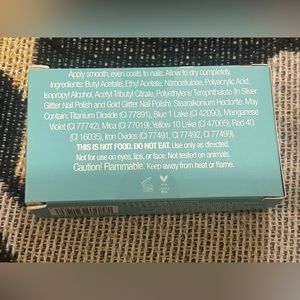 Apply smooth, even coats to nails. Allow to dry completely.
Ingredients: Butyl Acetate, Ethyl Acetate, Nitrocellulose, Polyacrylic Acid,
Isopropyl Alcohol, Acetyl Tributyl Citrate, Polyethylene Terephthalate (In Silver
Glitter Nail Polish and Gold Glitter Nail Polish), Stearalkonium Hectorite. May
Contain: Titanium Dioxide (CI 77891), Blue 1 Lake (CI 42090), Manganese
Violet (CI 77742), Mica (CI 77019), Yellow 10 Lake (CI 47005), Red 40
(CI 16035), Iron Oxides (CI 77491, CI 77492, CI 77499).
THIS IS NOT FOOD. DO NOT EAT. Use only as directed.
Not for use on eyes, lips, or face. Not tested on animals.
Caution! Flammable. Keep away from heat or flame.